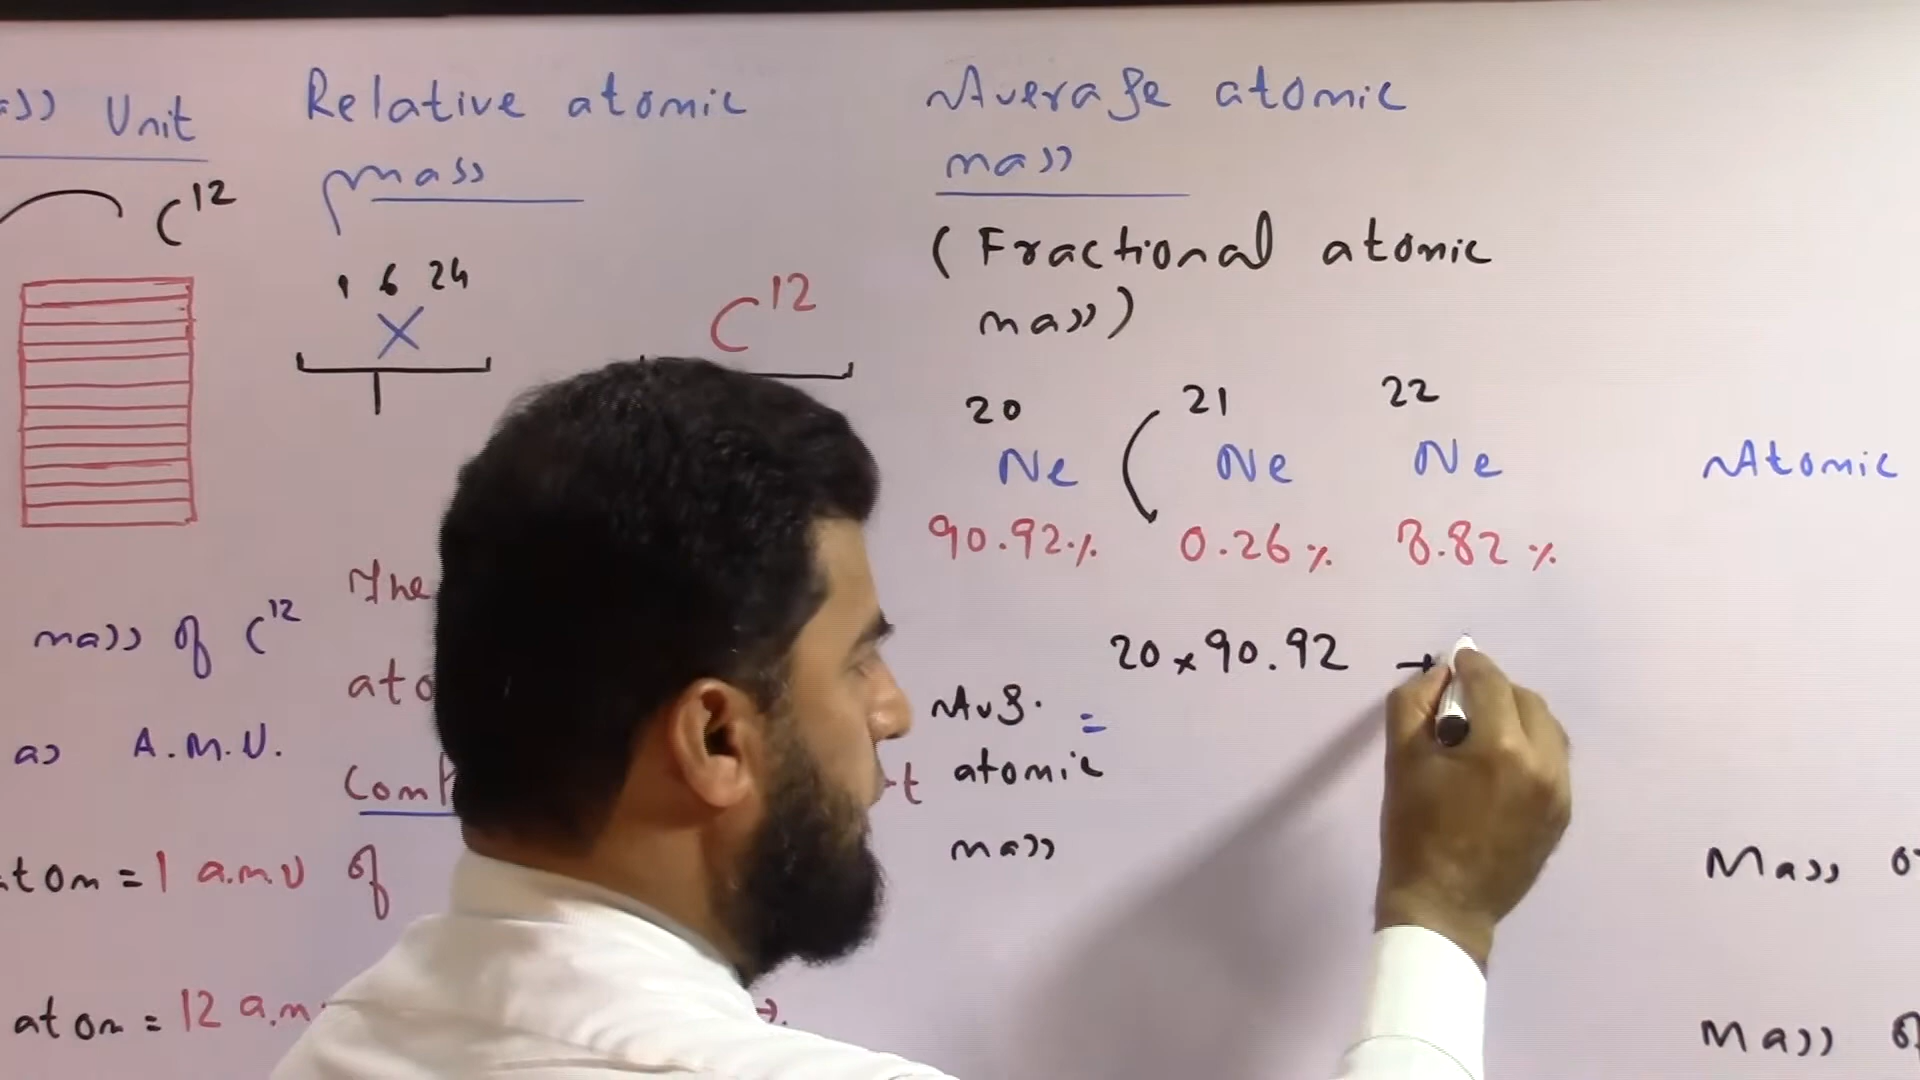 Unit
C¹²
mass of C¹²
as A.M.U.
atom = 1 a.m.u of
atom = 12 a.m.
Relative atomic
mass
1 6 24
X
C¹²
The
Average atomic
mass
(Fractional atomic
mass)
20 21 22
Ne Ne Ne
90.92% 0.26% 8.82%
20 × 90.92 +
Avg. =
atomic
mass
Atomic
Mass
Mass of